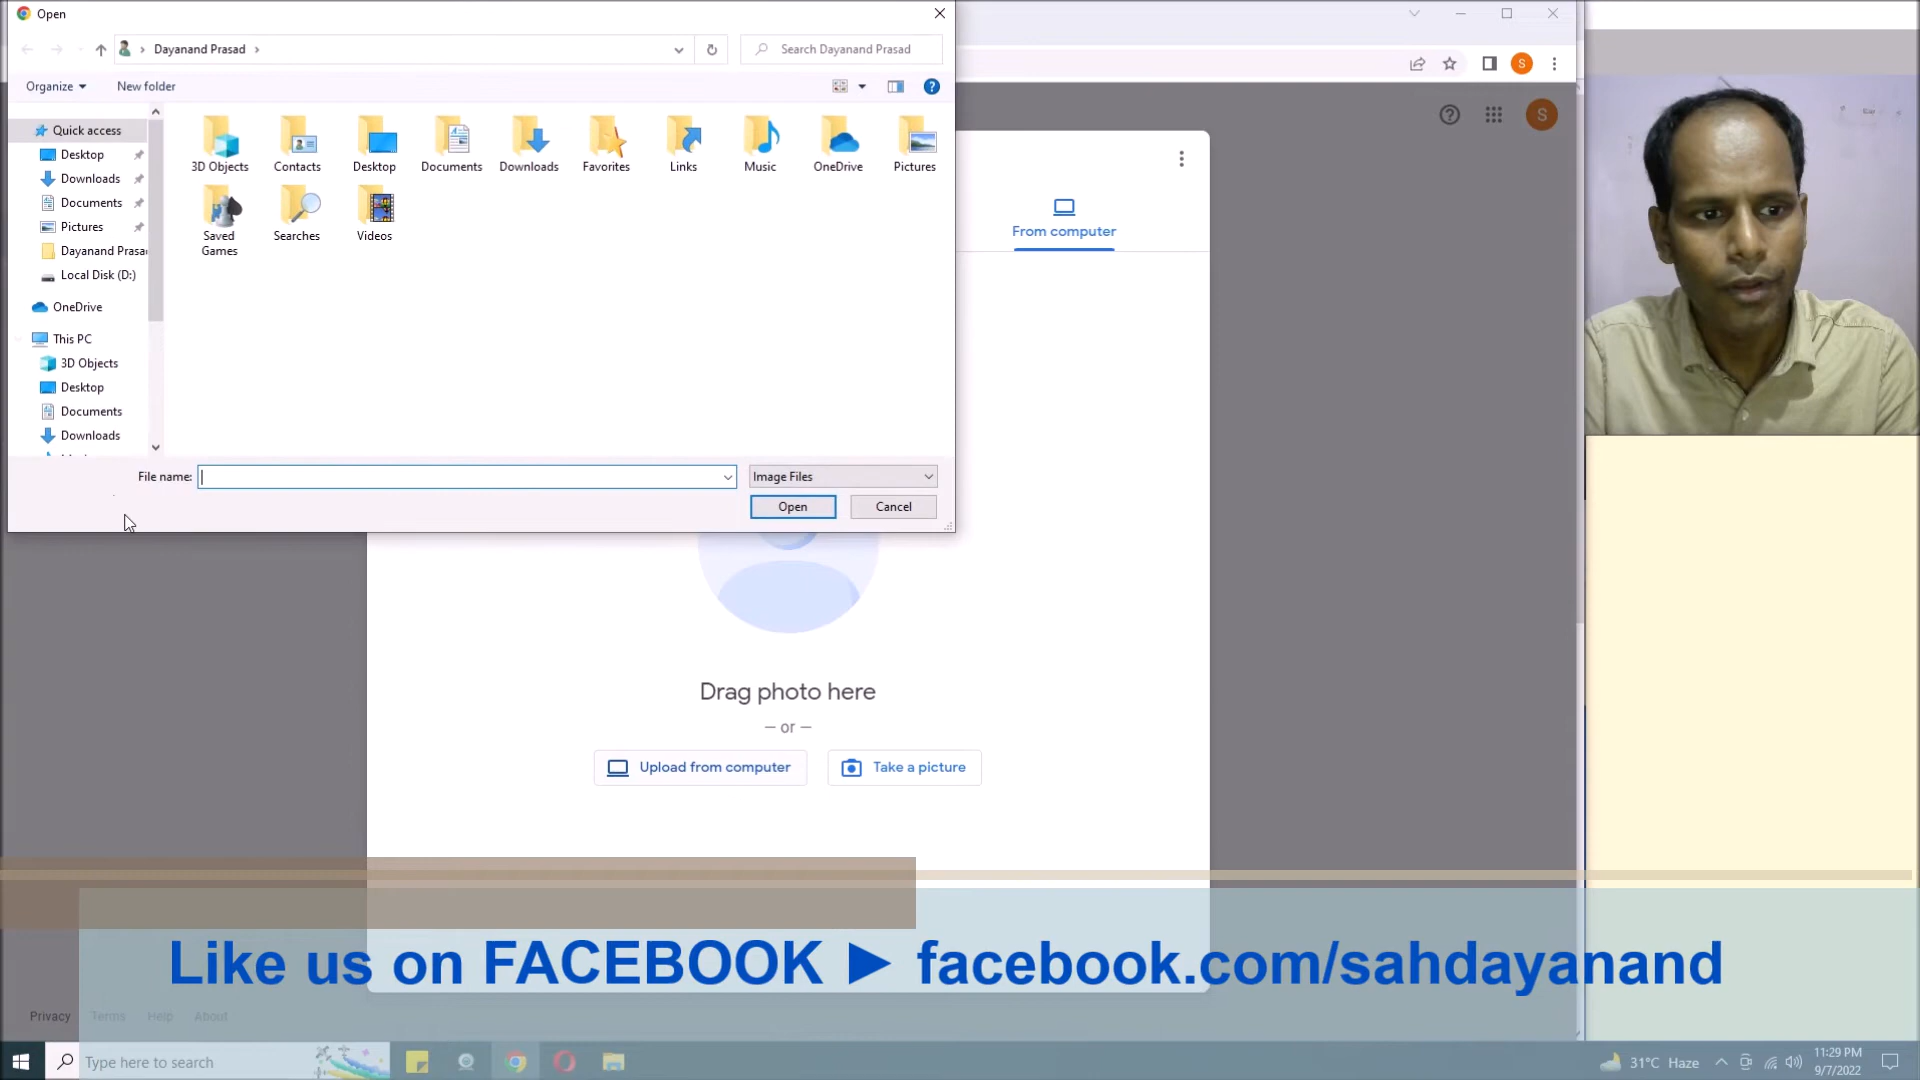 Open
Dayanand Prasad
Search Dayanand Prasad
Organize
New folder
Quick access
Desktop
Downloads
Documents
Pictures
Dayanand Prasa
Local Disk (D:)
OneDrive
This PC
3D Objects
Desktop
Documents
Downloads
3D Objects
Contacts
Desktop
Documents
Downloads
Favorites
Links
Music
OneDrive
Pictures
Saved
Games
Searches
Videos
File name:
Image Files
Open
Cancel
S
S
From computer
Drag photo here
— or —
Upload from computer
Take a picture
Like us on FACEBOOK ► facebook.com/sahdayanand
Privacy
Terms
Help
About
Type here to search
31°C Haze
11:29 PM
9/7/2022